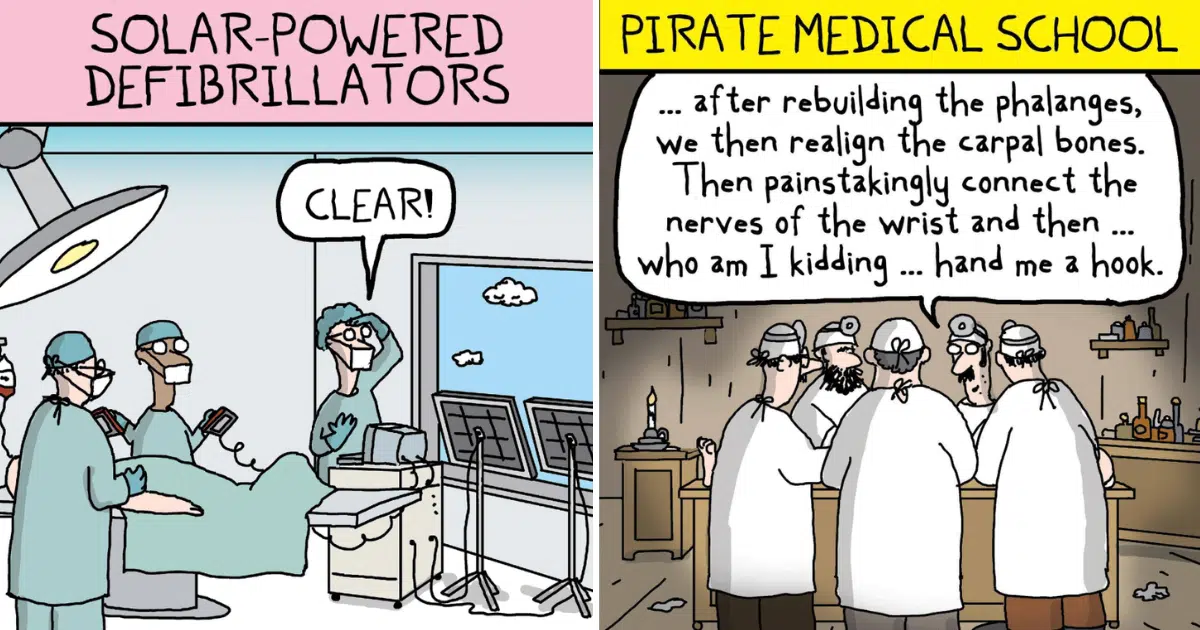 SOLAR-POWERED
DEFIBRILLATORS
CLEAR!
PIRATE MEDICAL SCHOOL
... after rebuilding the phalanges,
we then realign the carpal bones.
Then painstakingly connect the
nerves of the wrist and then ...
who am I kidding ... hand me a hook.